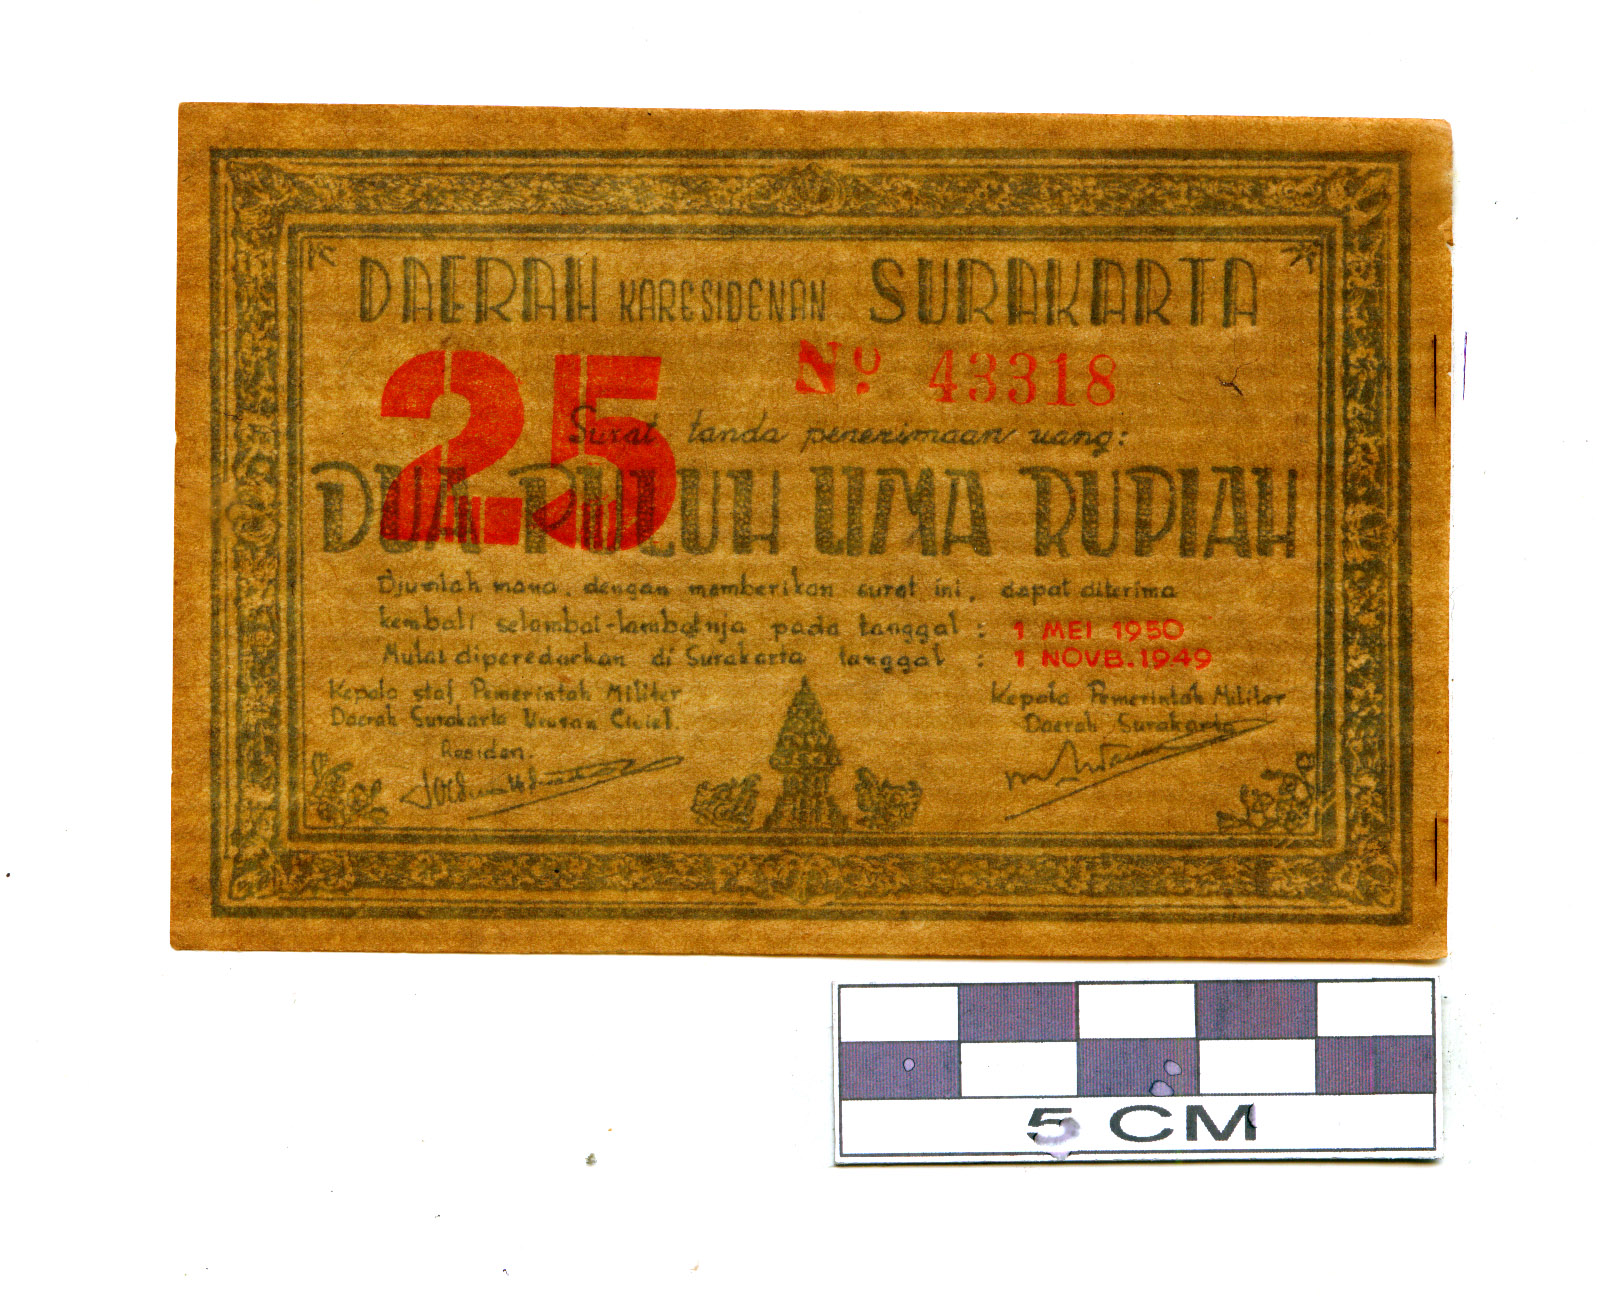 DAERAH KARESIDENAN SURAKARTA
25
No. 43318
Surat tanda penerimaan uang:
DUA PULUH LIMA RUPIAH
Djumlah mana, dengan memberikan surat ini, dapat diterima
kembali selambat-lambatnja pada tanggal : 1 MEI 1950
Mulai diperedarkan di Surakarta tanggal : 1 NOVB. 1949
Kepala staf Pemerintah Militer
Daerah Surakarta Urusan Civiel.
Residen.
Kepala Pemerintah Militer
Daerah Surakarta
5 CM